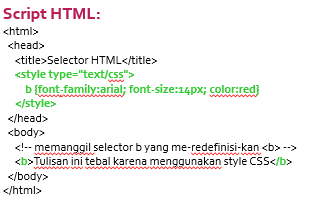 Script HTML:
<html>
<head>
<title>Selector HTML</title>
<style type="text/css">
b {font-family:arial; font-size:14px; color:red}
</style>
</head>
<body>
<!-- memanggil selector b yang me-redefinisi-kan <b> -->
<b>Tulisan ini tebal karena menggunakan style CSS</b>
</body>
</html>